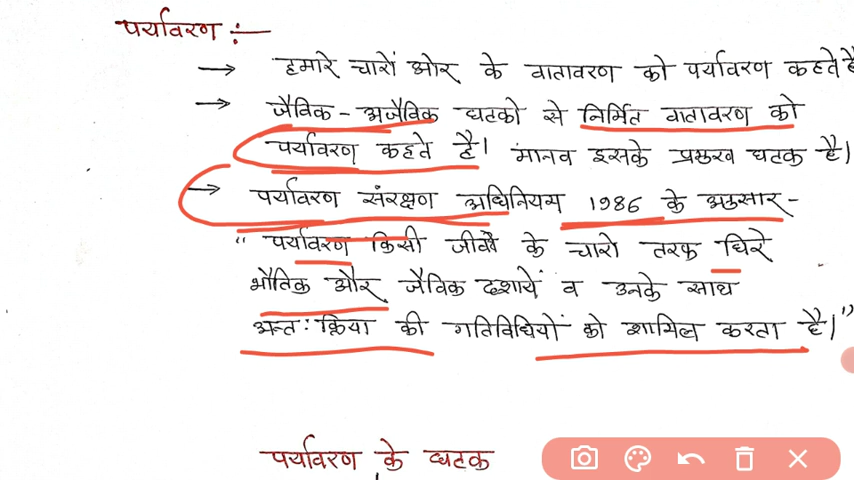 पर्यावरण :—
→ हमारे चारों ओर के वातावरण को पर्यावरण कहते है
→ जैविक - अजैविक घटको से निर्मित वातावरण को
पर्यावरण कहते है। मानव इसके प्रमुख घटक है।
→ पर्यावरण संरक्षण अधिनियम 1986 के अनुसार -
“ पर्यावरण किसी जीवों के चारो तरफ घिरे
भौतिक और जैविक दशायें व उनके साथ
अन्त: क्रिया की गतिविधियों को शामिल करता है।”
पर्यावरण के घटक